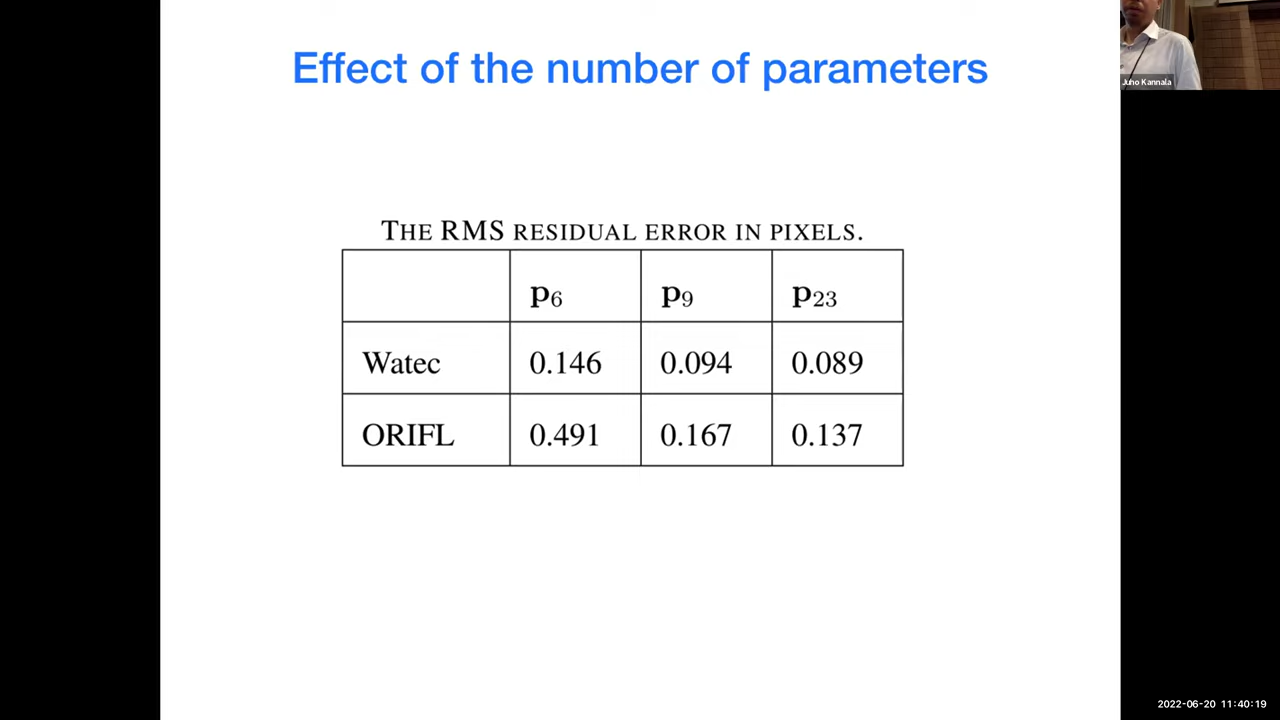 Effect of the number of parameters
Juho Kannala
THE RMS RESIDUAL ERROR IN PIXELS.
p6 p9 p23
Watec 0.146 0.094 0.089
ORIFL 0.491 0.167 0.137
2022-06-20 11:40:19